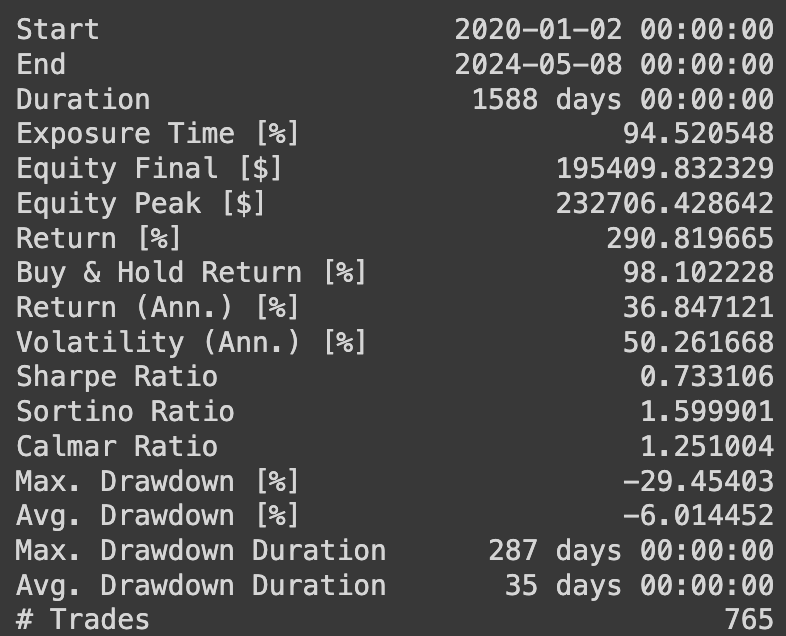 Start 2020-01-02 00:00:00
End 2024-05-08 00:00:00
Duration 1588 days 00:00:00
Exposure Time [%] 94.520548
Equity Final [$] 195409.832329
Equity Peak [$] 232706.428642
Return [%] 290.819665
Buy & Hold Return [%] 98.102228
Return (Ann.) [%] 36.847121
Volatility (Ann.) [%] 50.261668
Sharpe Ratio 0.733106
Sortino Ratio 1.599901
Calmar Ratio 1.251004
Max. Drawdown [%] -29.45403
Avg. Drawdown [%] -6.014452
Max. Drawdown Duration 287 days 00:00:00
Avg. Drawdown Duration 35 days 00:00:00
# Trades 765